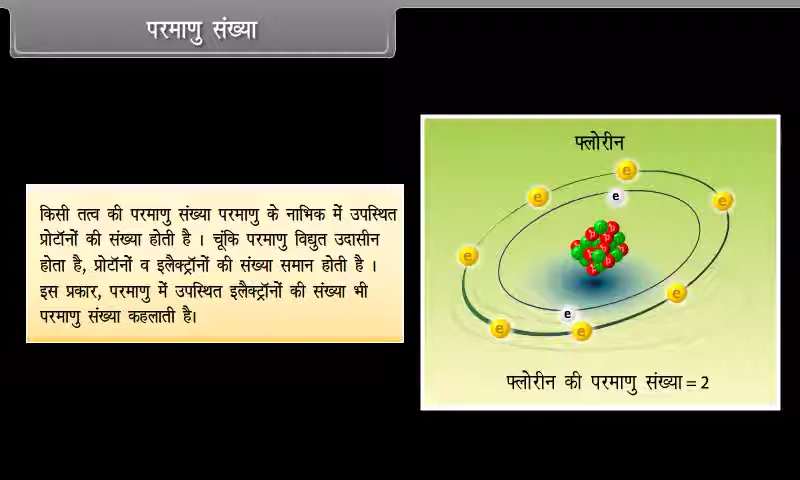 परमाणु संख्या
किसी तत्व की परमाणु संख्या परमाणु के नाभिक में उपस्थित
प्रोटॉनों की संख्या होती है । चूंकि परमाणु विद्युत उदासीन
होता है, प्रोटॉनों व इलैक्ट्रॉनों की संख्या समान होती है ।
इस प्रकार, परमाणु में उपस्थित इलैक्ट्रॉनों की संख्या भी
परमाणु संख्या कहलाती है।
फ्लोरीन
e
e
e
e
e
e
e
e
e
फ्लोरीन की परमाणु संख्या = 2